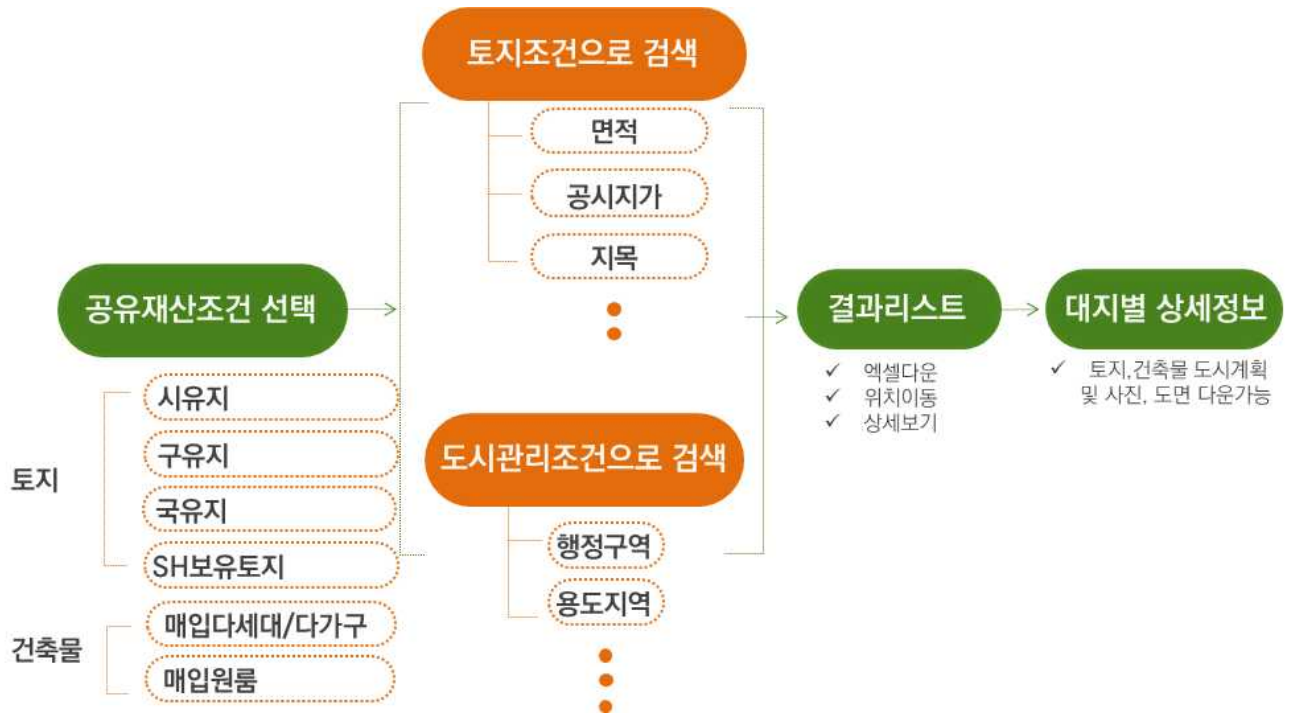 공유재산조건 선택
토지
시유지
구유지
국유지
SH보유토지
건축물
매입다세대/다가구
매입원룸
토지조건으로 검색
면적
공시지가
지목
도시관리조건으로 검색
행정구역
용도지역
결과리스트
✓ 엑셀다운
✓ 위치이동
✓ 상세보기
대지별 상세정보
✓ 토지,건축물 도시계획
및 사진, 도면 다운가능